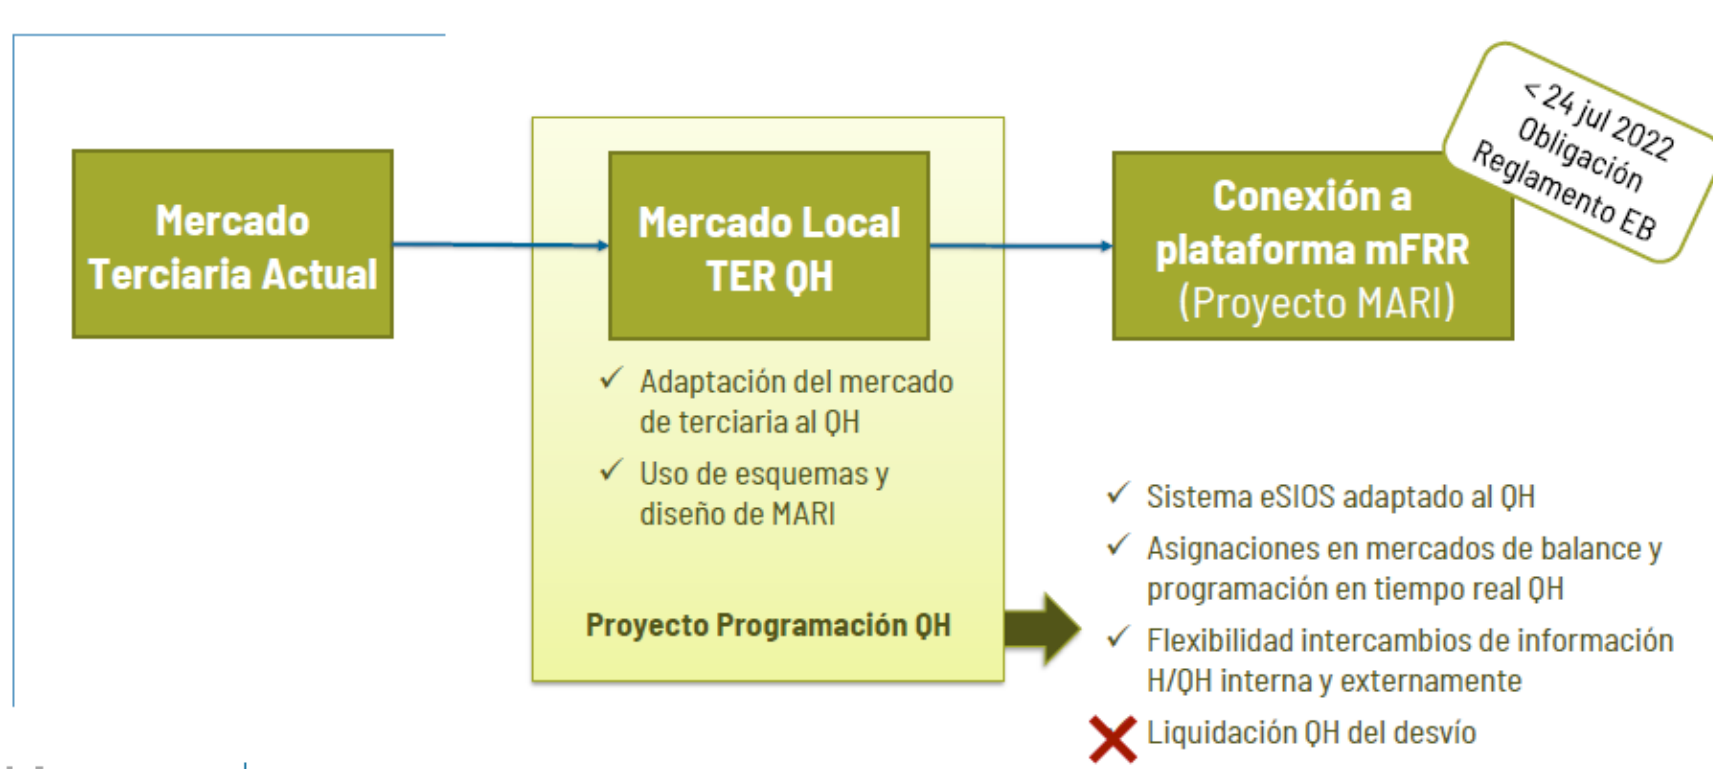 < 24 jul 2022
Obligación
Reglamento EB
Mercado
Terciaria Actual
Mercado Local
TER QH
Conexión a
plataforma mFRR
(Proyecto MARI)
✓ Adaptación del mercado
de terciaria al QH
✓ Uso de esquemas y
diseño de MARI
Proyecto Programación QH
✓ Sistema eSIOS adaptado al QH
✓ Asignaciones en mercados de balance y
programación en tiempo real QH
✓ Flexibilidad intercambios de información
H/QH interna y externamente
Liquidación QH del desvío